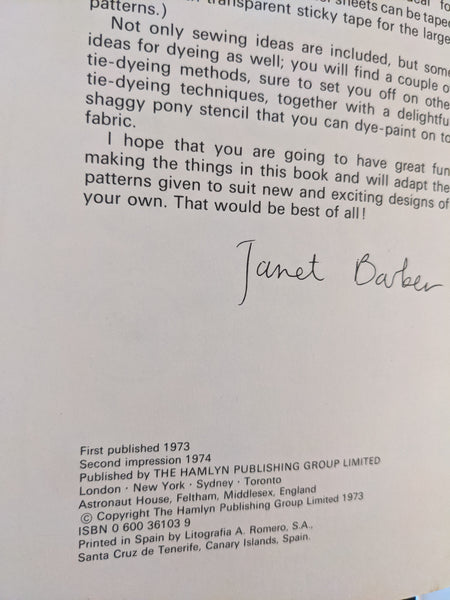 transparent sticky tape for the large
patterns.)
Not only sewing ideas are included, but some
ideas for dyeing as well; you will find a couple o
tie-dyeing methods, sure to set you off on othe
tie-dyeing techniques, together with a delightfu
shaggy pony stencil that you can dye-paint on to
fabric.
I hope that you are going to have great fun
making the things in this book and will adapt the
patterns given to suit new and exciting designs of
your own. That would be best of all!
Janet Barber
First published 1973
Second impression 1974
Published by THE HAMLYN PUBLISHING GROUP LIMITED
London · New York · Sydney · Toronto
Astronaut House, Feltham, Middlesex, England
© Copyright The Hamlyn Publishing Group Limited 1973
ISBN 0 600 36103 9
Printed in Spain by Litografia A. Romero, S.A.,
Santa Cruz de Tenerife, Canary Islands, Spain.